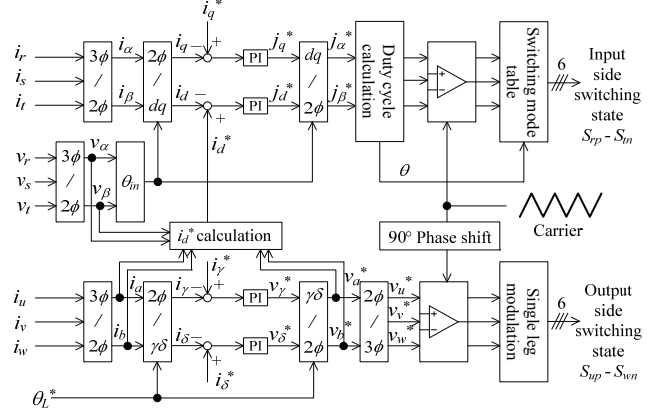 i_q*
i_r i_s i_t
3ϕ / 2ϕ
i_α i_β
2ϕ / dq
i_q − +
i_d − +
i_d*
PI
PI
j_q* j_d*
dq / 2ϕ
j_α* j_β*
Duty cycle calculation
+ − −
Switching mode table
6
Input side switching state S_rp - S_tn
v_r v_s v_t
3ϕ / 2ϕ
v_α v_β
θ_in
θ
Carrier
i_d* calculation
90° Phase shift
i_γ*
i_u i_v i_w
3ϕ / 2ϕ
i_a i_b
2ϕ / γδ
i_γ − +
i_δ − +
i_δ*
PI
PI
v_γ* v_δ*
γδ / 2ϕ
v_a* v_b*
2ϕ / 3ϕ
v_u* v_v* v_w*
+ + −
Single leg modulation
6
Output side switching state S_up - S_wn
θ_L*